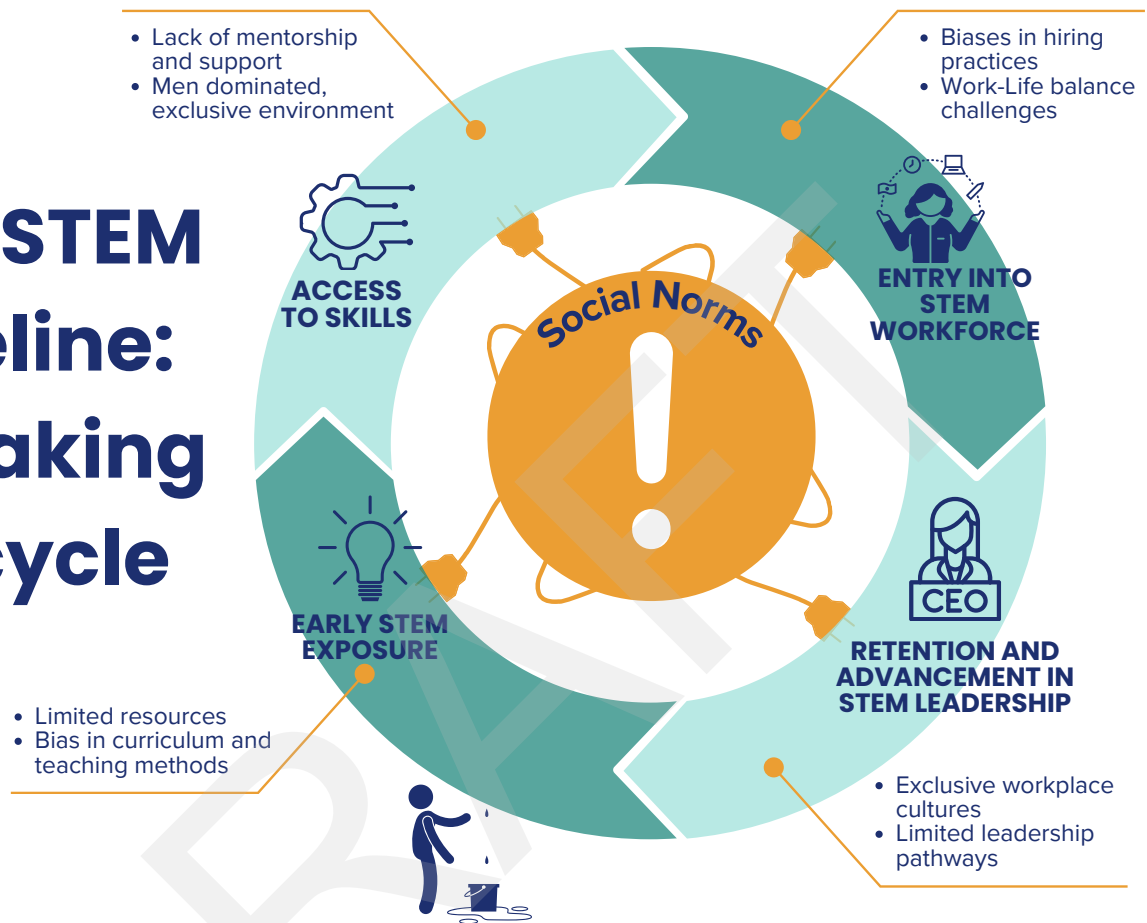 STEM
eline:
aking
cycle
• Lack of mentorship
and support
• Men dominated,
exclusive environment
• Biases in hiring
practices
• Work-Life balance
challenges
ACCESS
TO SKILLS
Social Norms
ENTRY INTO
STEM
WORKFORCE
EARLY STEM
EXPOSURE
CEO
RETENTION AND
ADVANCEMENT IN
STEM LEADERSHIP
• Limited resources
• Bias in curriculum and
teaching methods
• Exclusive workplace
cultures
• Limited leadership
pathways
RAFT